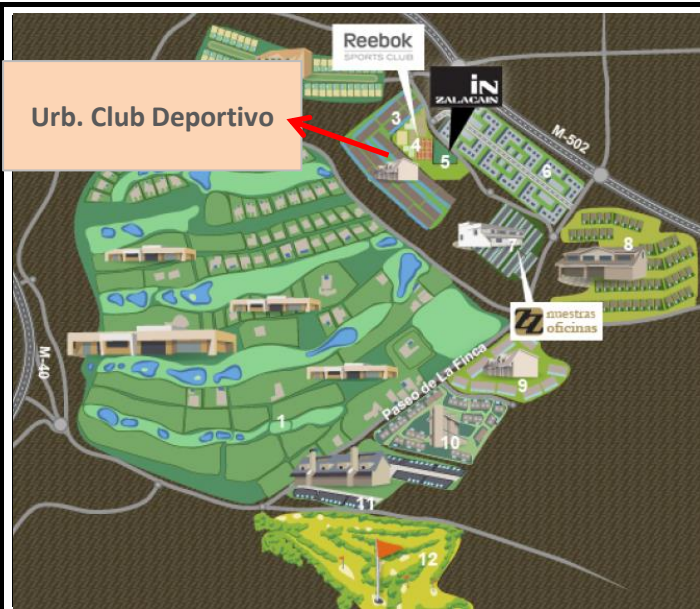 Reebok
SPORTS CLUB
in
ZALACAIN
Urb. Club Deportivo
M-502
3
4
5
6
7
8
ZZ nuestras
oficinas
M-40
Paseo de La Finca
9
1
10
11
12